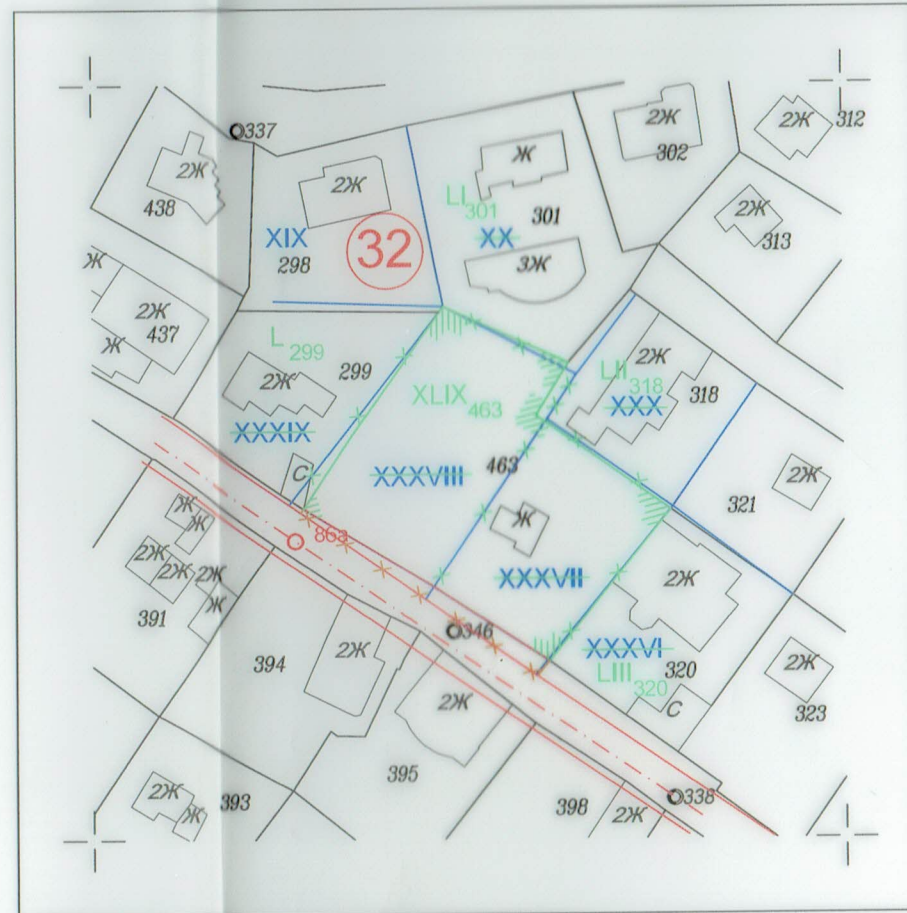 312
337
2Ж
2Ж
302
2Ж
Ж
438
2Ж
LI 301
301
2Ж
313
XIX
298
32
XX
3Ж
Ж
2Ж
437
Ж
L 299
299
2Ж
XXXIX
C
XLIX 463
XXXVIII
463
2Ж
LII 318
XXX
318
2Ж
321
Ж
Ж
86а
Ж
XXXVII
2Ж
2Ж
2Ж
2Ж
Ж
391
346
XXXVI
LIII 320
320
C
2Ж
323
394
2Ж
2Ж
395
2Ж
Ж
393
398
2Ж
338